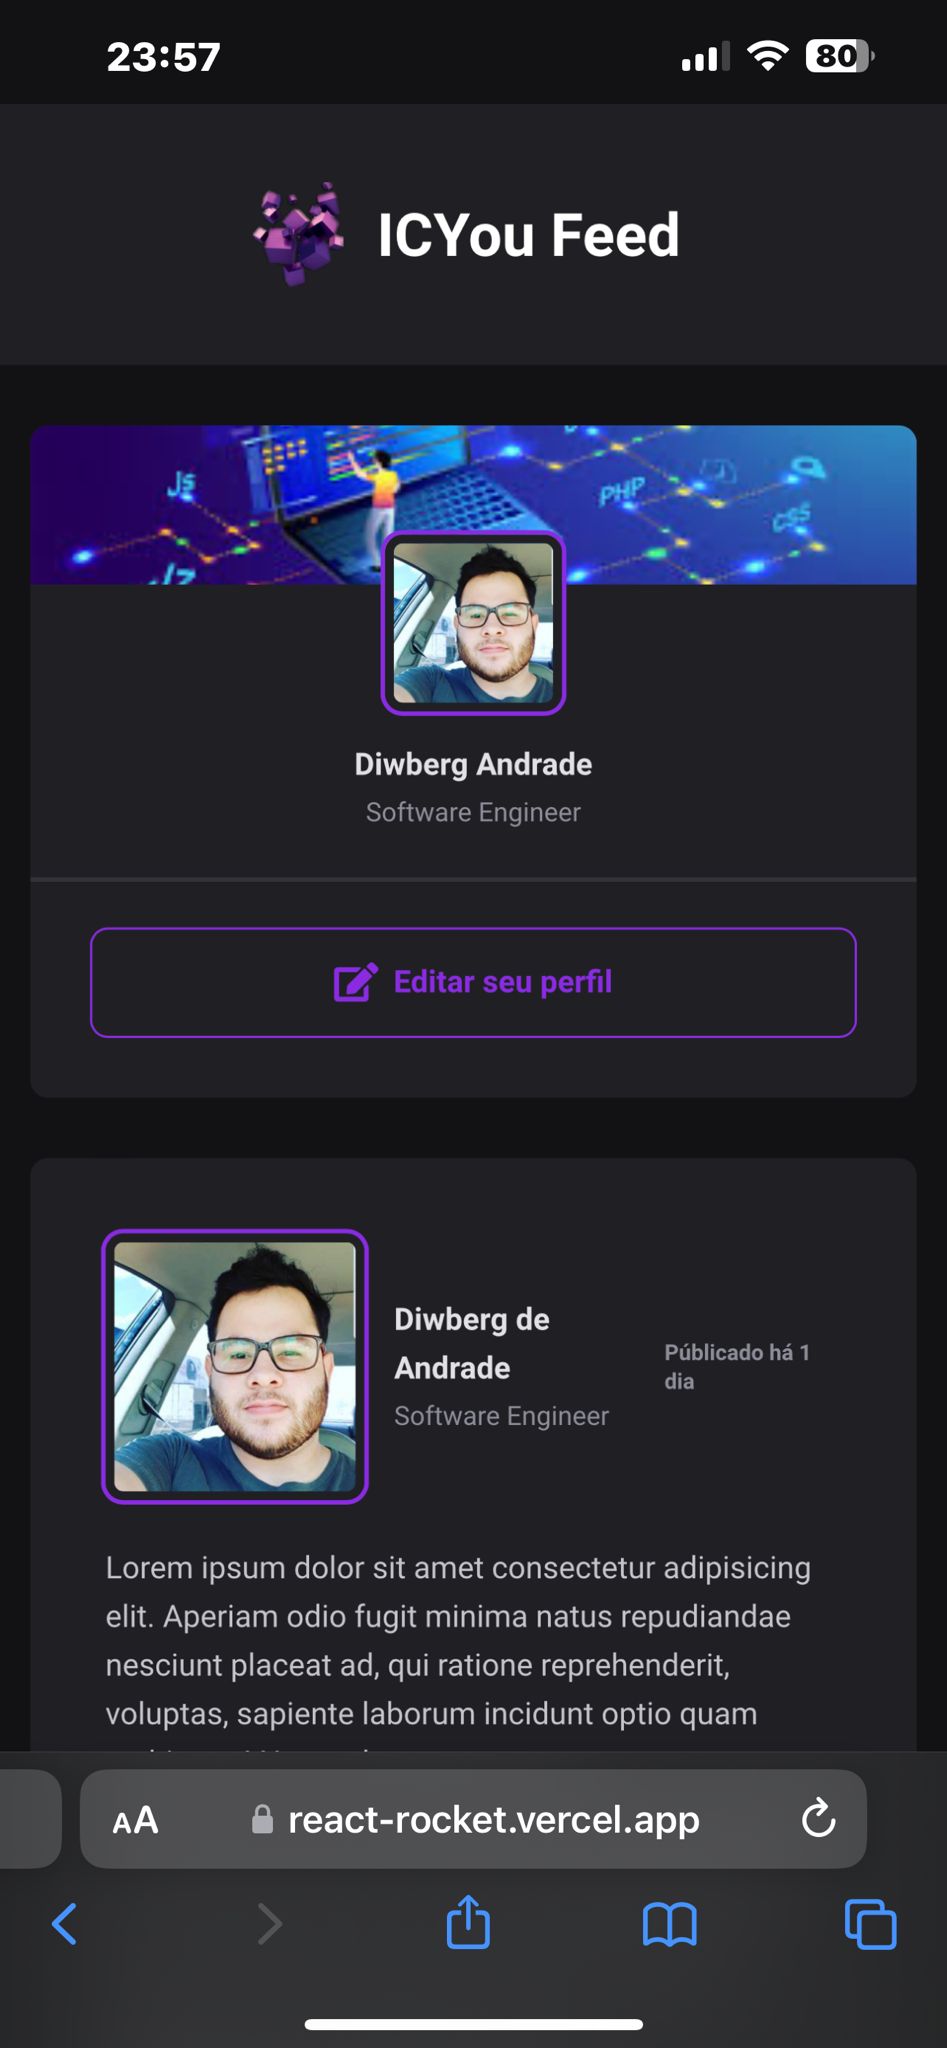 23:57
80
ICYou Feed
Js
PHP
CSS
Diwberg Andrade
Software Engineer
Editar seu perfil
Diwberg de
Andrade
Software Engineer
Públicado há 1
dia
Lorem ipsum dolor sit amet consectetur adipisicing
elit. Aperiam odio fugit minima natus repudiandae
nesciunt placeat ad, qui ratione reprehenderit,
voluptas, sapiente laborum incidunt optio quam
AA
react-rocket.vercel.app